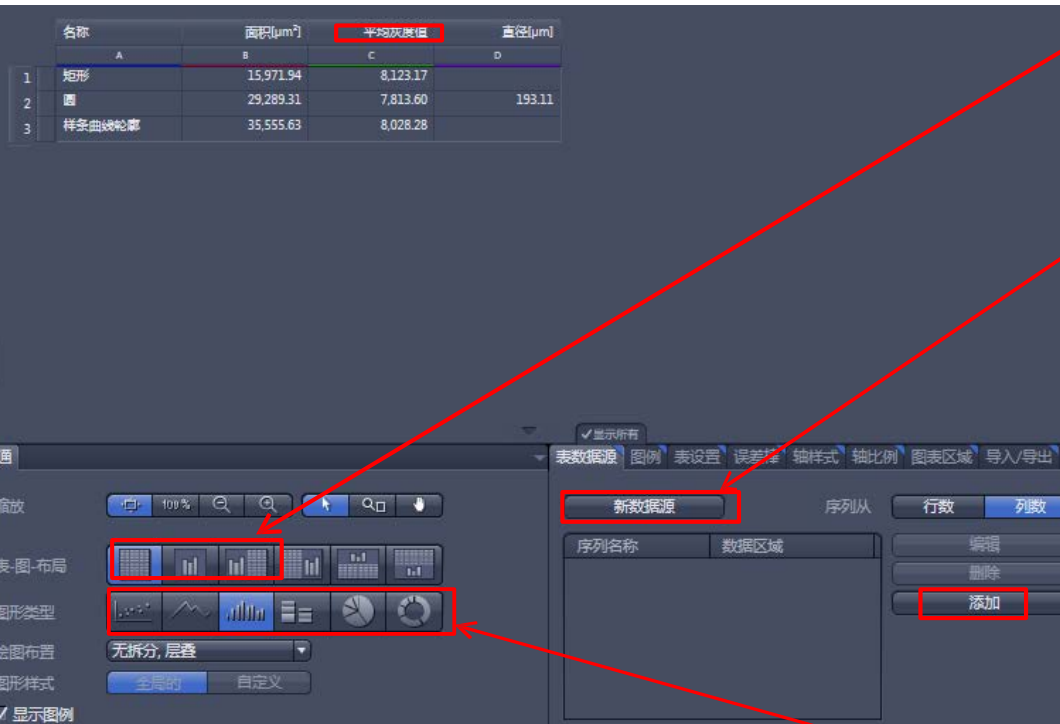 名称 面积[μm²] 平均灰度值 直径[μm]
A B C D
1 矩形 15,971.94 8,123.17
2 圆 29,289.31 7,813.60 193.11
3 样条曲线轮廓 35,555.63 8,028.28
✓显示所有
通 表数据源 图例 表设置 误差撑 轴样式 轴比例 图表区域 导入/导出
缩放 100% 新数据源 序列从 行数 列数
序列名称 数据区域 编辑
表-图-布局 删除
图形类型 添加
绘图布置 无拆分, 层叠
图形样式 全局的 自定义
✓ 显示图例